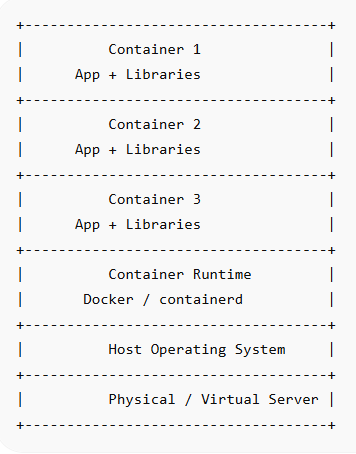 +-------------------------------------+
|          Container 1               |
|      App + Libraries               |
+-------------------------------------+
|          Container 2               |
|      App + Libraries               |
+-------------------------------------+
|          Container 3               |
|      App + Libraries               |
+-------------------------------------+
|          Container Runtime         |
|       Docker / containerd          |
+-------------------------------------+
|          Host Operating System     |
+-------------------------------------+
|          Physical / Virtual Server |
+-------------------------------------+